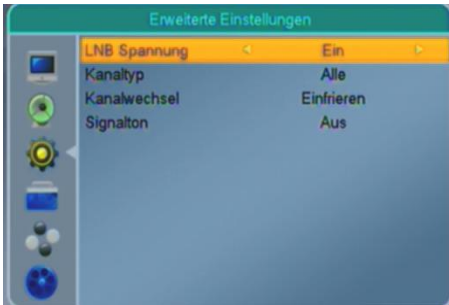 Erweiterte Einstellungen
LNB Spannung Ein
Kanaltyp Alle
Kanalwechsel Einfrieren
Signalton Aus